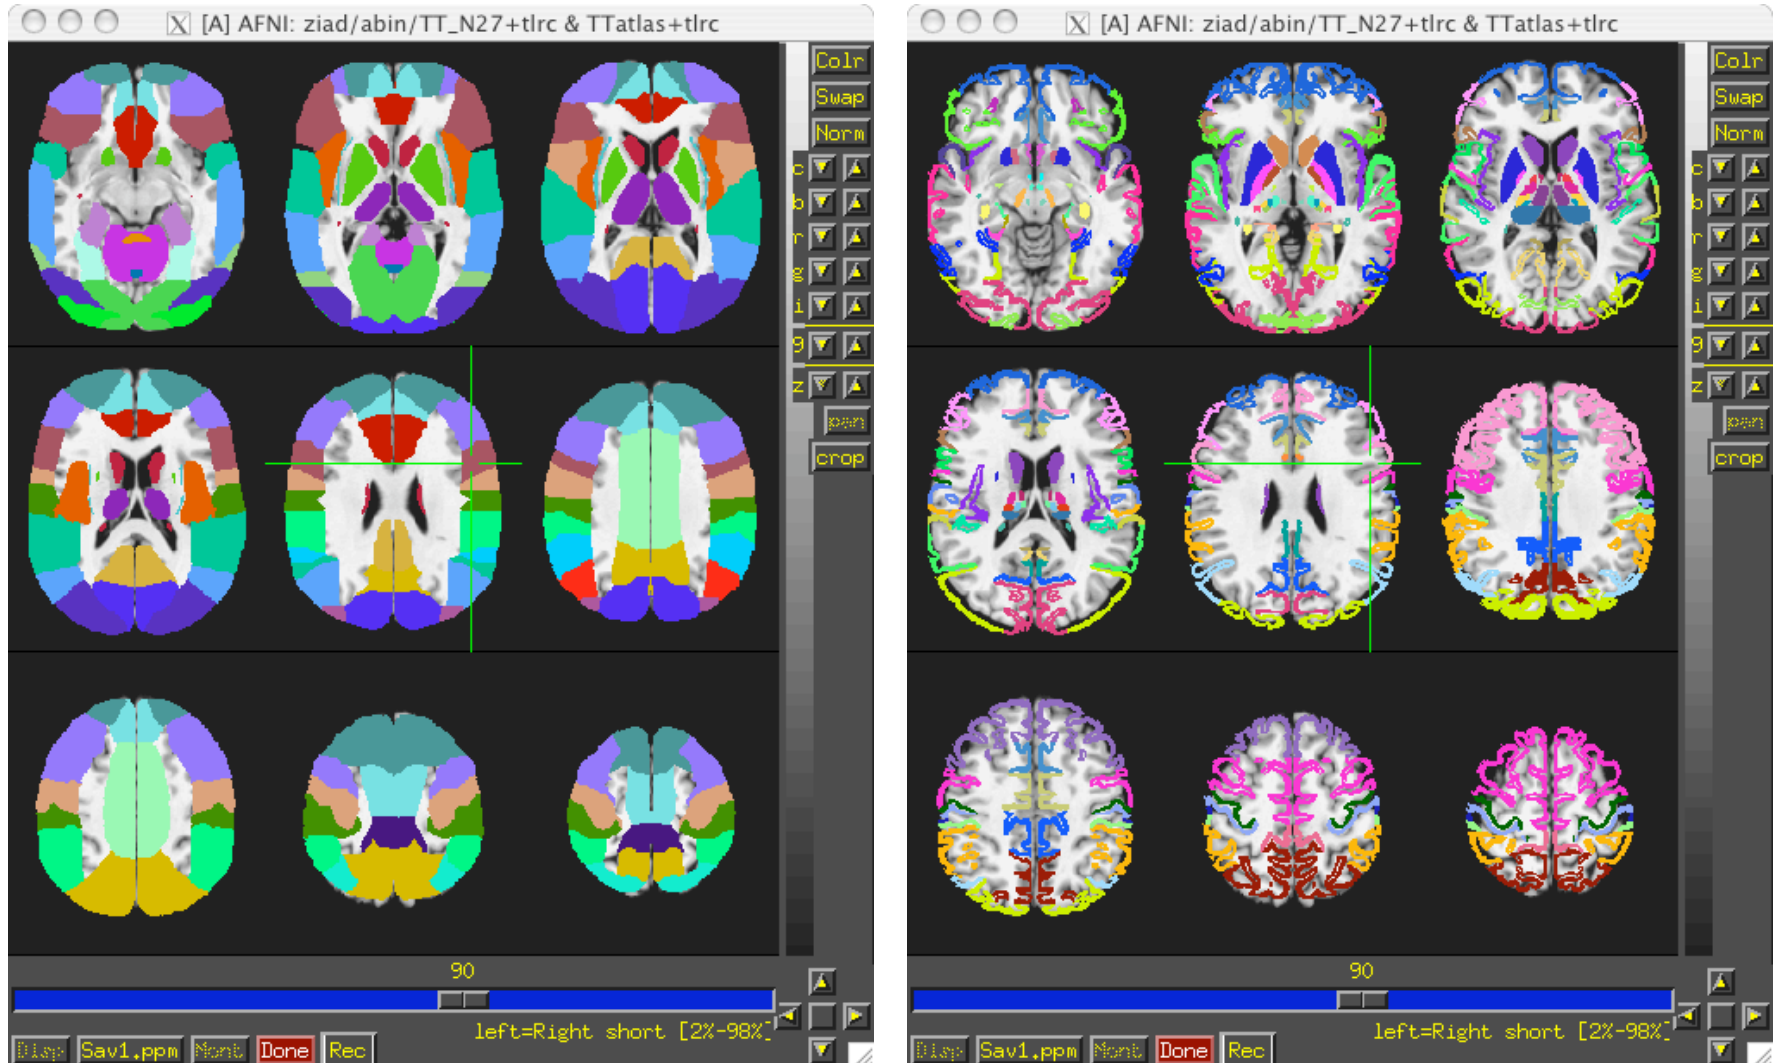 [A] AFNI: ziad/abin/TT_N27+tlrc & TTatlas+tlrc
Colr
Swap
Norm
c
b
r
g
i
9
z
pan
crop
90
left=Right short [2%-98%]
Disp Sav1.ppm Mont Done Rec
[A] AFNI: ziad/abin/TT_N27+tlrc & TTatlas+tlrc
Colr
Swap
Norm
c
b
r
g
i
9
z
pan
crop
90
left=Right short [2%-98%]
Disp Sav1.ppm Mont Done Rec